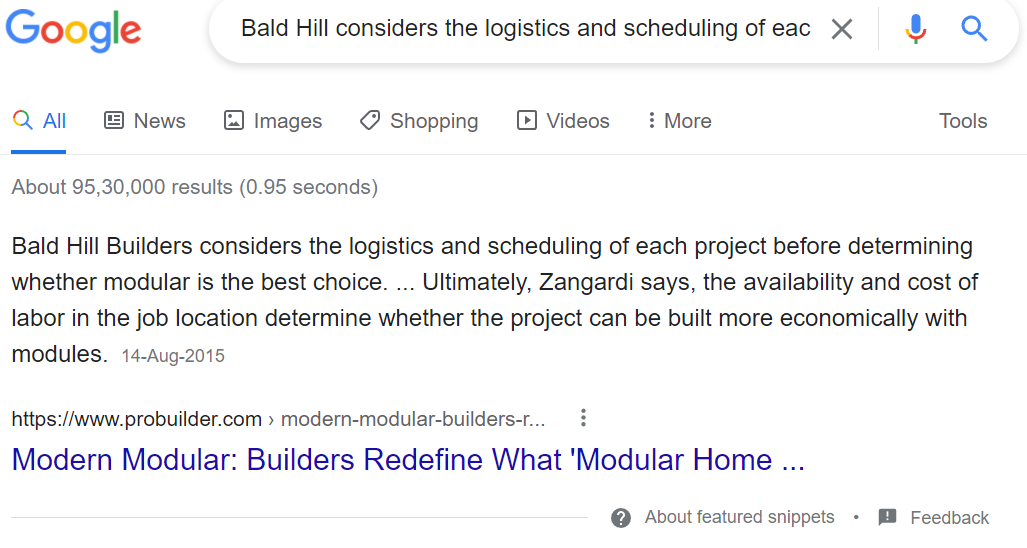 Google
Bald Hill considers the logistics and scheduling of eac
All News Images Shopping Videos More Tools
About 95,30,000 results (0.95 seconds)
Bald Hill Builders considers the logistics and scheduling of each project before determining
whether modular is the best choice. ... Ultimately, Zangardi says, the availability and cost of
labor in the job location determine whether the project can be built more economically with
modules. 14-Aug-2015
https://www.probuilder.com › modern-modular-builders-r...
Modern Modular: Builders Redefine What 'Modular Home ...
About featured snippets • Feedback